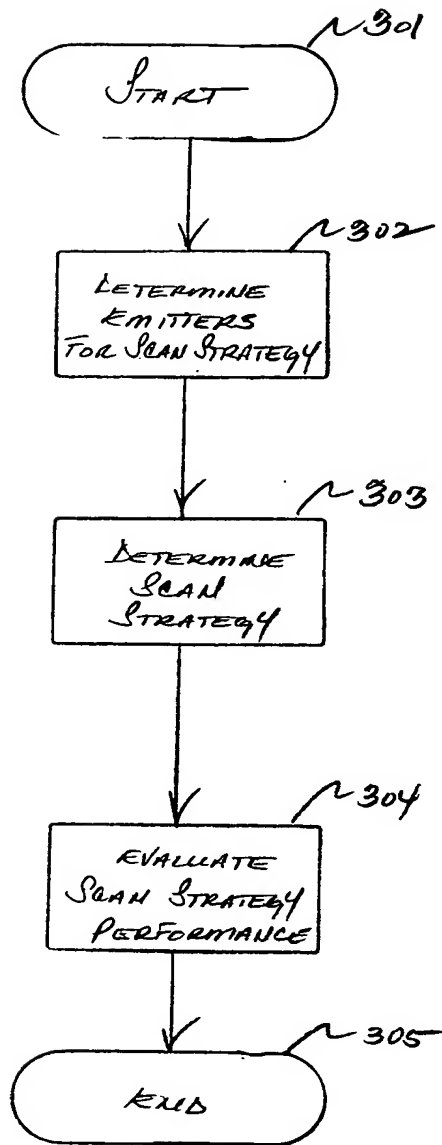 301
START
302
DETERMINE
EMITTERS
FOR SCAN STRATEGY
303
DETERMINE
SCAN
STRATEGY
304
EVALUATE
SCAN STRATEGY
PERFORMANCE
305
END